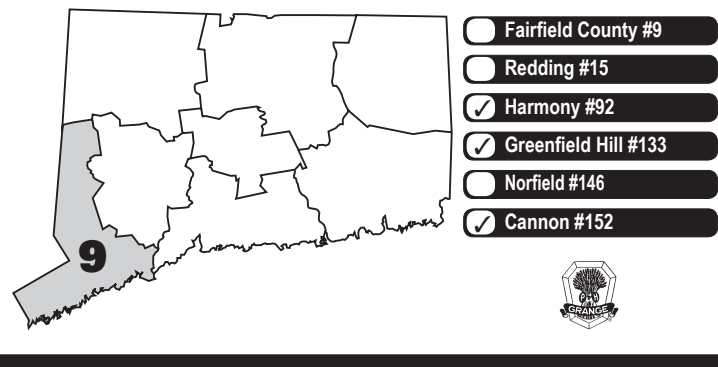 Fairfield County #9
Redding #15
✓ Harmony #92
✓ Greenfield Hill #133
Norfield #146
✓ Cannon #152
9
P H
GRANGE